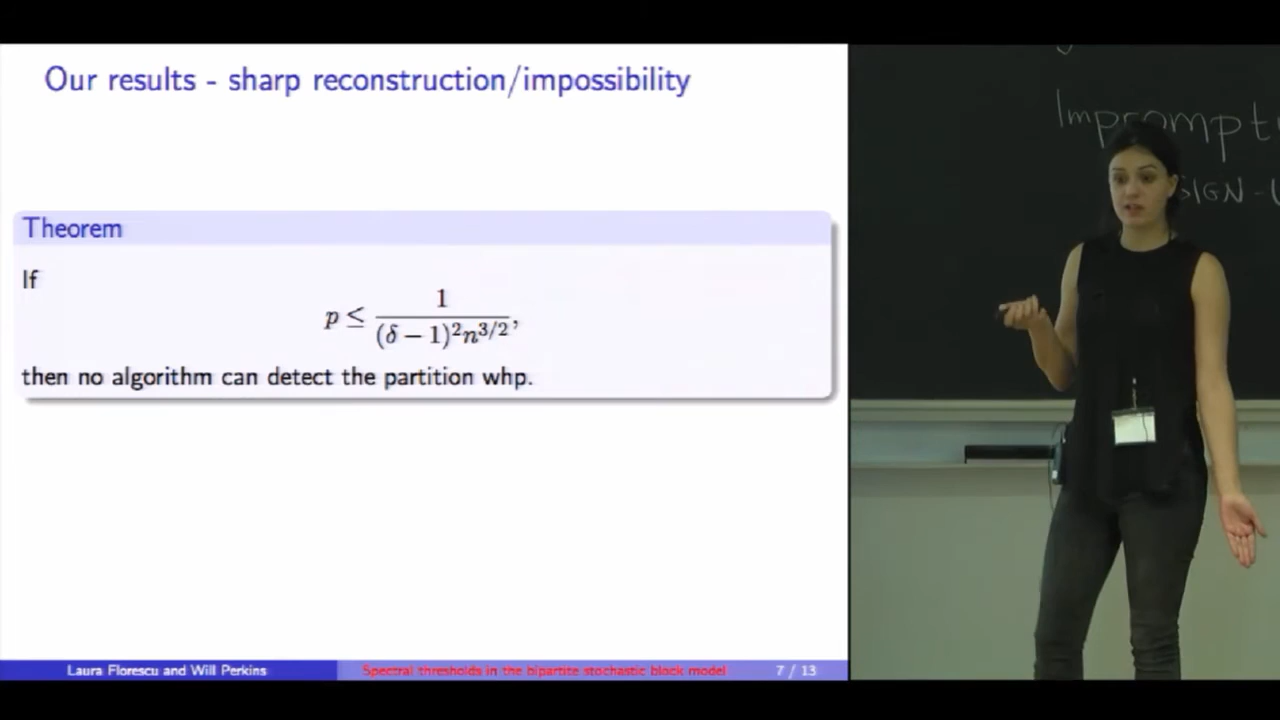 Our results - sharp reconstruction/impossibility
Theorem
If
p ≤ 1 / ((δ − 1)²n^{3/2}),
then no algorithm can detect the partition whp.
Laura Florescu and Will Perkins Spectral thresholds in the bipartite stochastic block model 7 / 13
Impromptu
SIGN-U